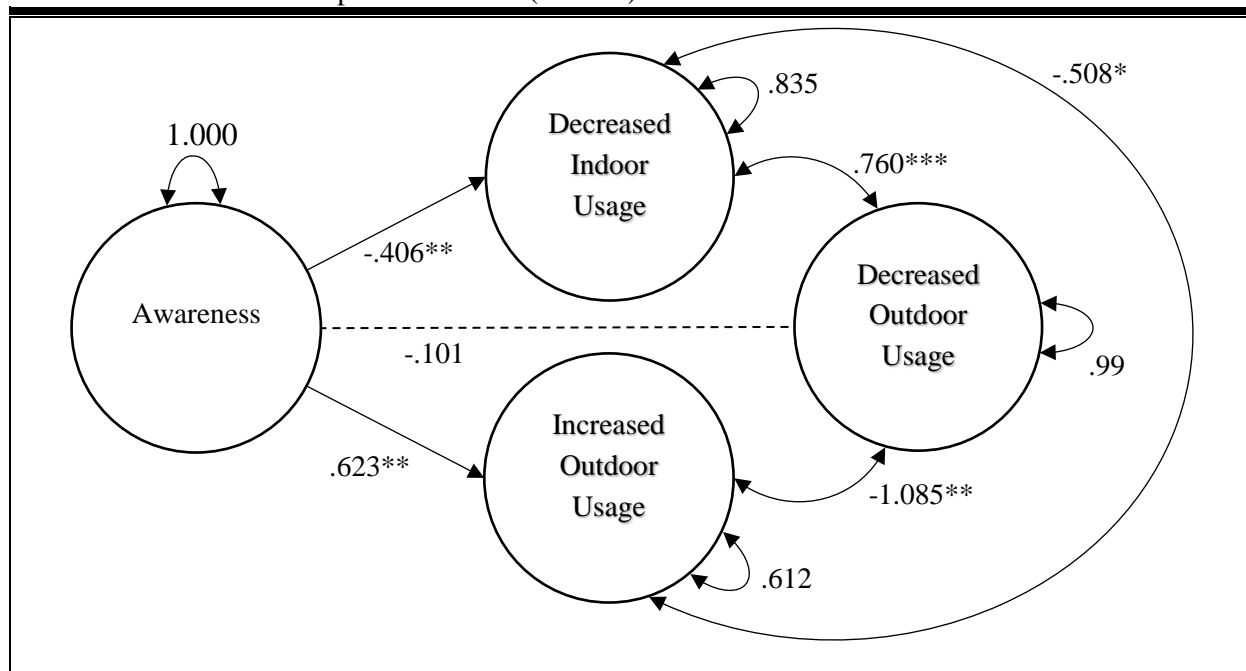 -.508*
.835
Decreased
Indoor
Usage
1.000
.760***
-.406**
Decreased
Outdoor
Usage
Awareness
-.101
.99
Increased
Outdoor
Usage
.623**
-1.085**
.612